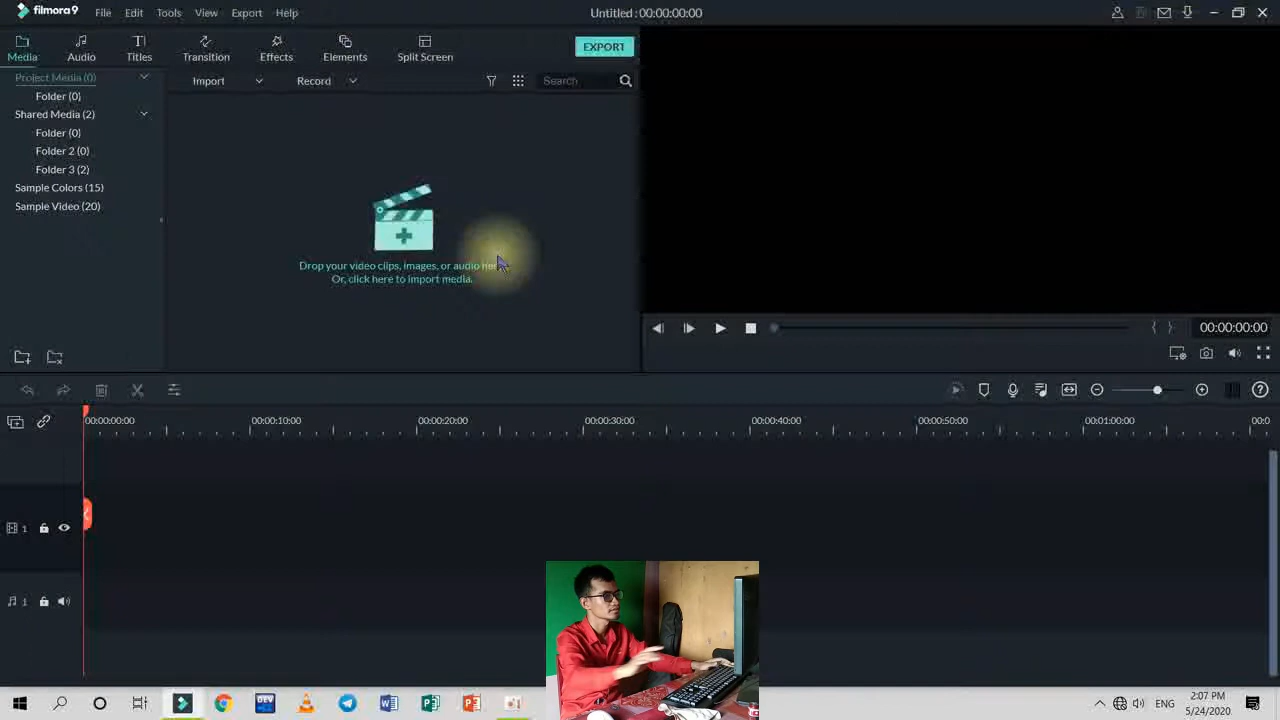 filmora9 File Edit Tools View Export Help Untitled : 00:00:00:00
Media Audio Titles Transition Effects Elements Split Screen EXPORT
Project Media (0)
Folder (0)
Shared Media (2)
Folder (0)
Folder 2 (0)
Folder 3 (2)
Sample Colors (15)
Sample Video (20)
Import Record Search
Drop your video clips, images, or audio here
Or, click here to import media.
00:00:00:00
00:00:00:00 00:00:10:00 00:00:20:00 00:00:30:00 00:00:40:00 00:00:50:00 00:01:00:00 00:0
1
1
DEV
ENG
2:07 PM
5/24/2020